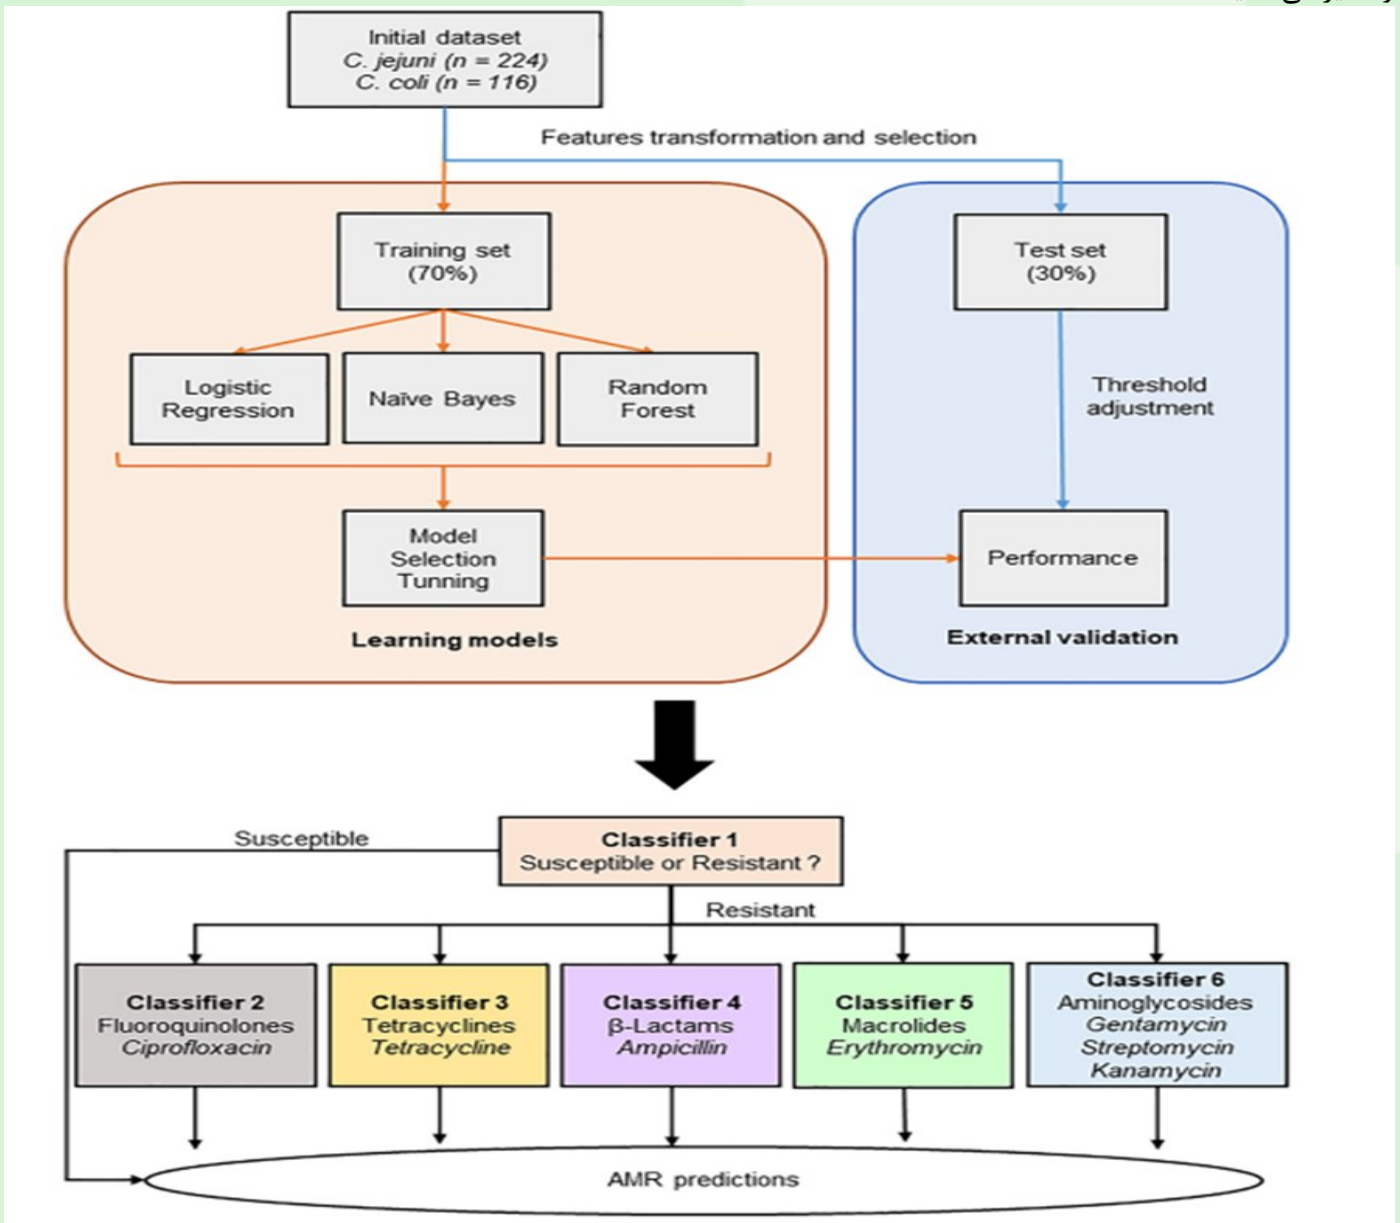 Initial dataset
C. jejuni (n = 224)
C. coli (n = 116)
Features transformation and selection
Training set
(70%)
Test set
(30%)
Logistic
Regression
Naïve Bayes
Random
Forest
Threshold
adjustment
Model
Selection
Tunning
Performance
Learning models
External validation
Classifier 1
Susceptible or Resistant ?
Susceptible
Resistant
Classifier 2
Fluoroquinolones
Ciprofloxacin
Classifier 3
Tetracyclines
Tetracycline
Classifier 4
β-Lactams
Ampicillin
Classifier 5
Macrolides
Erythromycin
Classifier 6
Aminoglycosides
Gentamycin
Streptomycin
Kanamycin
AMR predictions